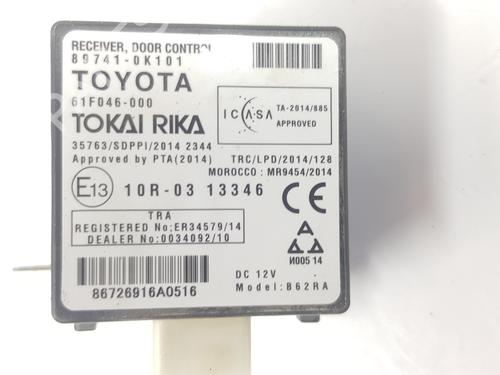 RECEIVER, DOOR CONTROL
89741-0K101
TOYOTA
61F046-000
TOKAI RIKA
ICASA
TA-2014/885
APPROVED
35763/SDPPI/2014 2344
Approved by PTA(2014)
TRC/LPD/2014/128
MOROCCO : MR9454/2014
E13
10R-03 13346
CE
TRA
REGISTERED No:ER34579/14
DEALER No:0034092/10
И005 14
86726916A0516
DC 12V
Model: B62RA